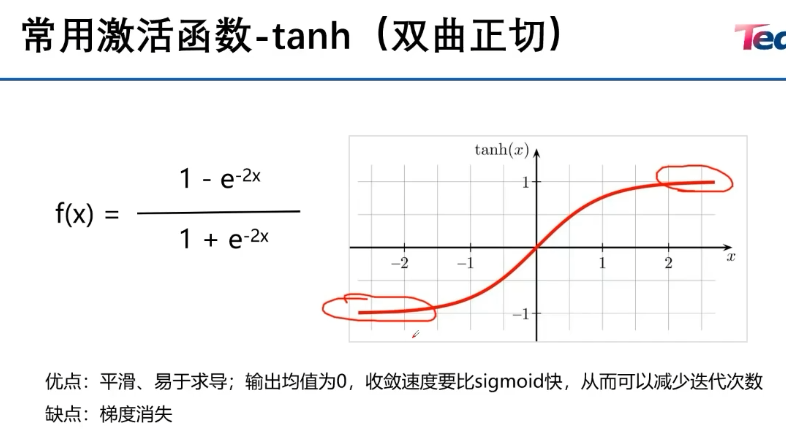 常用激活函数-tanh（双曲正切）
Ted
1 - e-2x
f(x) =
1 + e-2x
tanh(x)
1
-2 -1 1 2 x
-1
优点：平滑、易于求导；输出均值为0，收敛速度要比sigmoid快，从而可以减少迭代次数
缺点：梯度消失